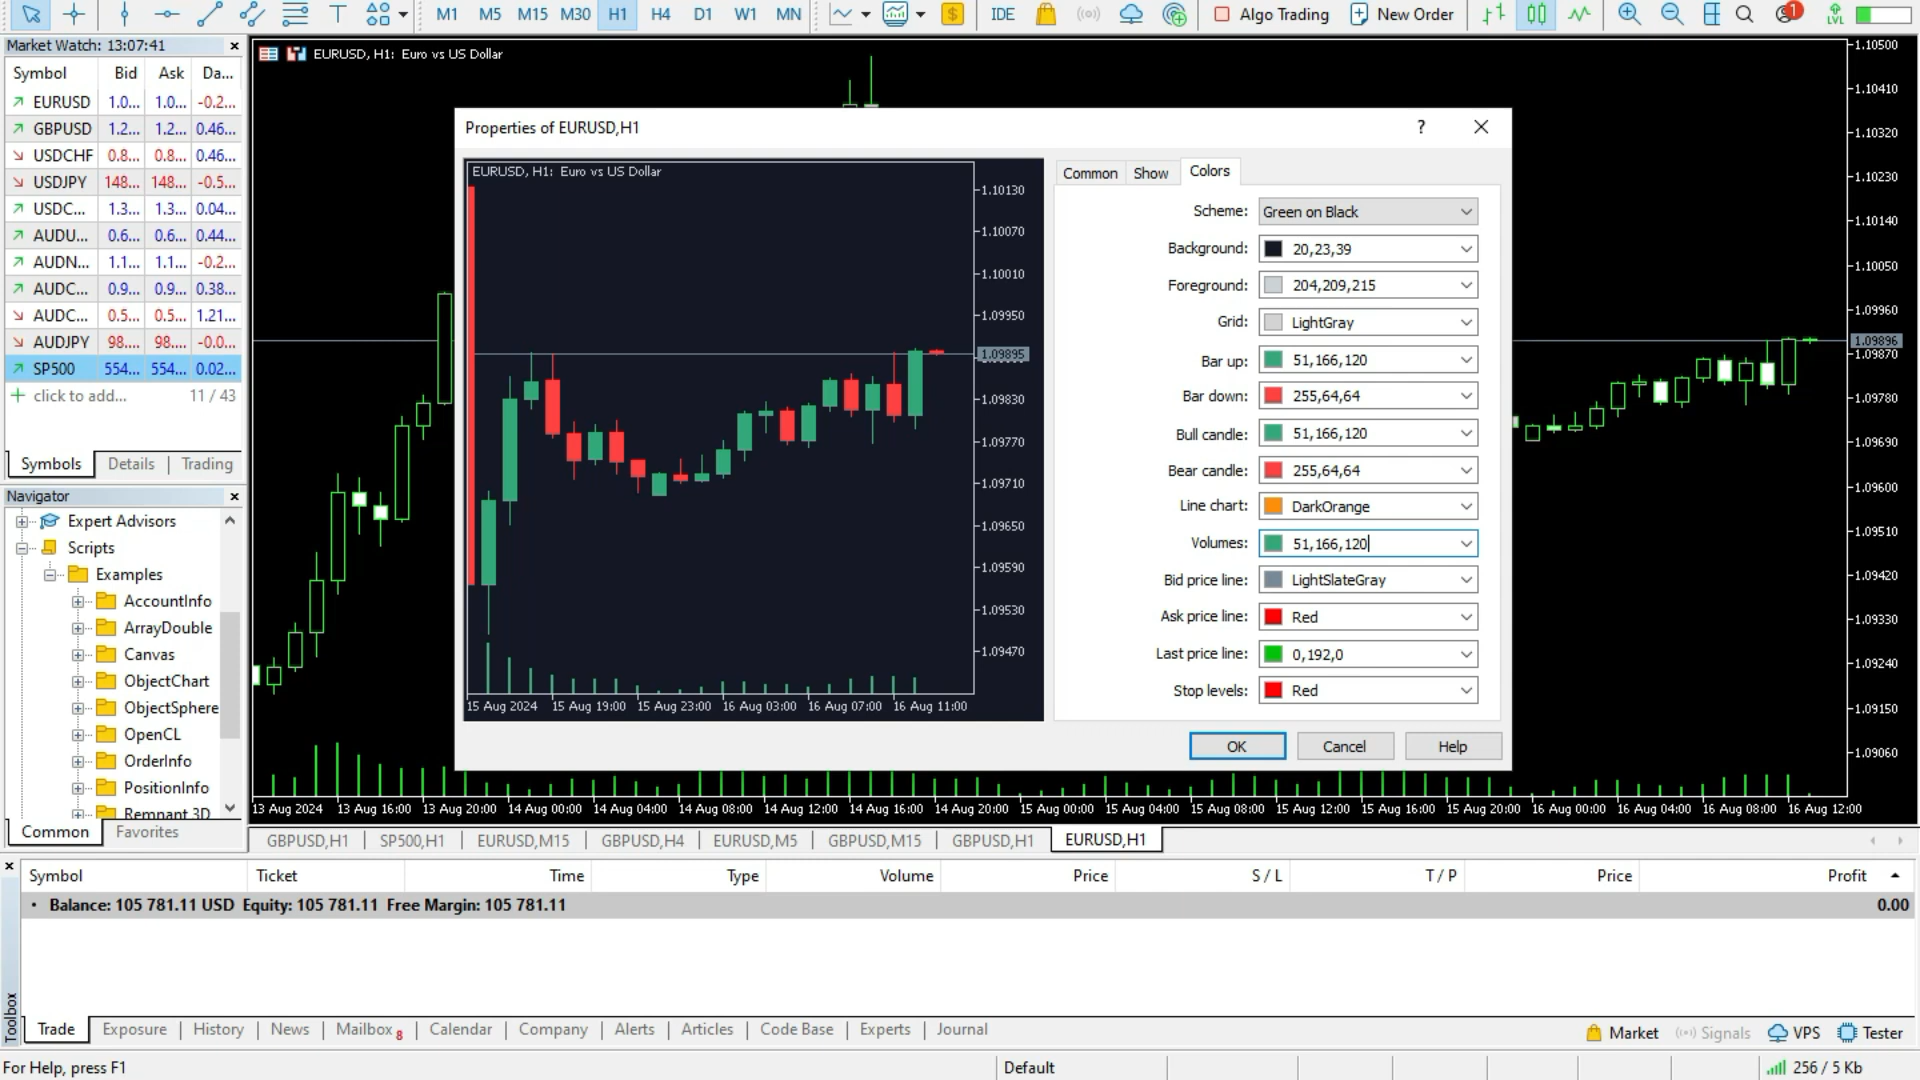 M1 M5 M15 M30 H1 H4 D1 W1 MN IDE Algo Trading New Order 1 LVL
Market Watch: 13:07:41
Symbol Bid Ask Da...
EURUSD 1.0... 1.0... -0.2...
GBPUSD 1.2... 1.2... 0.46...
USDCHF 0.8... 0.8... 0.46...
USDJPY 148... 148... -0.5...
USDC... 1.3... 1.3... 0.04...
AUDU... 0.6... 0.6... 0.44...
AUDN... 1.1... 1.1... -0.2...
AUDC... 0.9... 0.9... 0.38...
AUDC... 0.5... 0.5... 1.21...
AUDJPY 98.... 98.... -0.0...
SP500 554... 554... 0.02...
click to add... 11 / 43
Symbols Details Trading
Navigator
Expert Advisors
Scripts
Examples
AccountInfo
ArrayDouble
Canvas
ObjectChart
ObjectSphere
OpenCL
OrderInfo
PositionInfo
Remnant 3D
Common Favorites
EURUSD, H1: Euro vs US Dollar
1.10500
1.10410
1.10320
1.10230
1.10140
1.10050
1.09960
1.09896
1.09870
1.09780
1.09690
1.09600
1.09510
1.09420
1.09330
1.09240
1.09150
1.09060
13 Aug 2024 13 Aug 16:00 13 Aug 20:00 14 Aug 00:00 14 Aug 04:00 14 Aug 08:00 14 Aug 12:00 14 Aug 16:00 14 Aug 20:00 15 Aug 00:00 15 Aug 04:00 15 Aug 08:00 15 Aug 12:00 15 Aug 16:00 15 Aug 20:00 16 Aug 00:00 16 Aug 04:00 16 Aug 08:00 16 Aug 12:00
Properties of EURUSD,H1 ?
EURUSD, H1: Euro vs US Dollar
1.10130
1.10070
1.10010
1.09950
1.09895
1.09830
1.09770
1.09710
1.09650
1.09590
1.09530
1.09470
15 Aug 2024 15 Aug 19:00 15 Aug 23:00 16 Aug 03:00 16 Aug 07:00 16 Aug 11:00
Common Show Colors
Scheme: Green on Black
Background: 20,23,39
Foreground: 204,209,215
Grid: LightGray
Bar up: 51,166,120
Bar down: 255,64,64
Bull candle: 51,166,120
Bear candle: 255,64,64
Line chart: DarkOrange
Volumes: 51,166,120
Bid price line: LightSlateGray
Ask price line: Red
Last price line: 0,192,0
Stop levels: Red
OK Cancel Help
GBPUSD,H1 SP500,H1 EURUSD,M15 GBPUSD,H4 EURUSD,M5 GBPUSD,M15 GBPUSD,H1 EURUSD,H1
Symbol Ticket Time Type Volume Price S / L T / P Price Profit
Balance: 105 781.11 USD Equity: 105 781.11 Free Margin: 105 781.11 0.00
Toolbox
Trade Exposure History News Mailbox 8 Calendar Company Alerts Articles Code Base Experts Journal Market Signals VPS Tester
For Help, press F1 Default 256 / 5 Kb